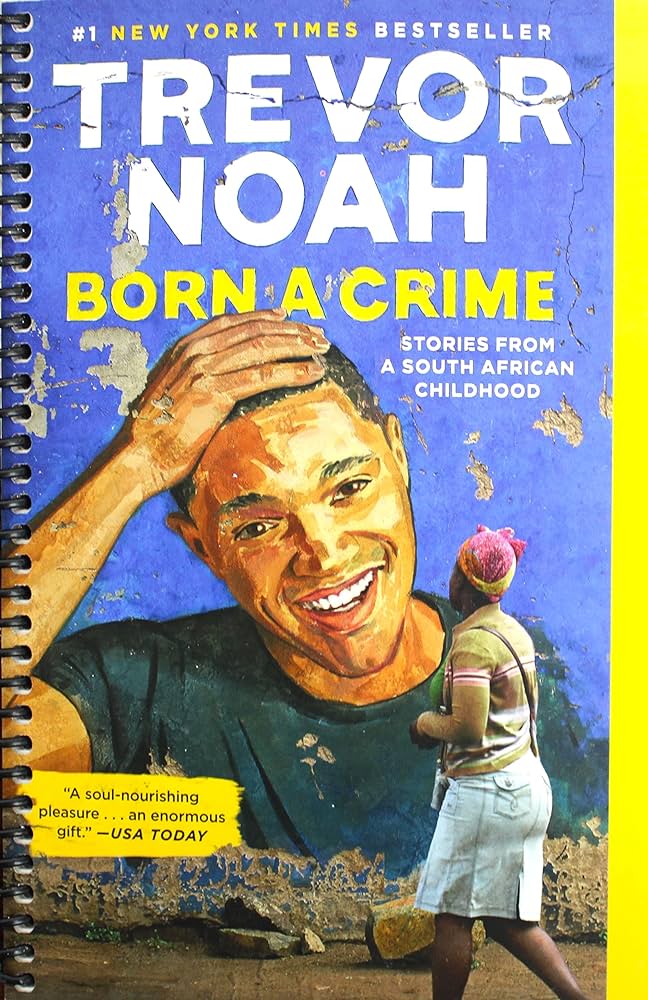 #1 NEW YORK TIMES BESTSELLER
TREVOR
NOAH
BORN A CRIME
STORIES FROM
A SOUTH AFRICAN
CHILDHOOD
“A soul-nourishing
pleasure . . . an enormous
gift.” —USA TODAY